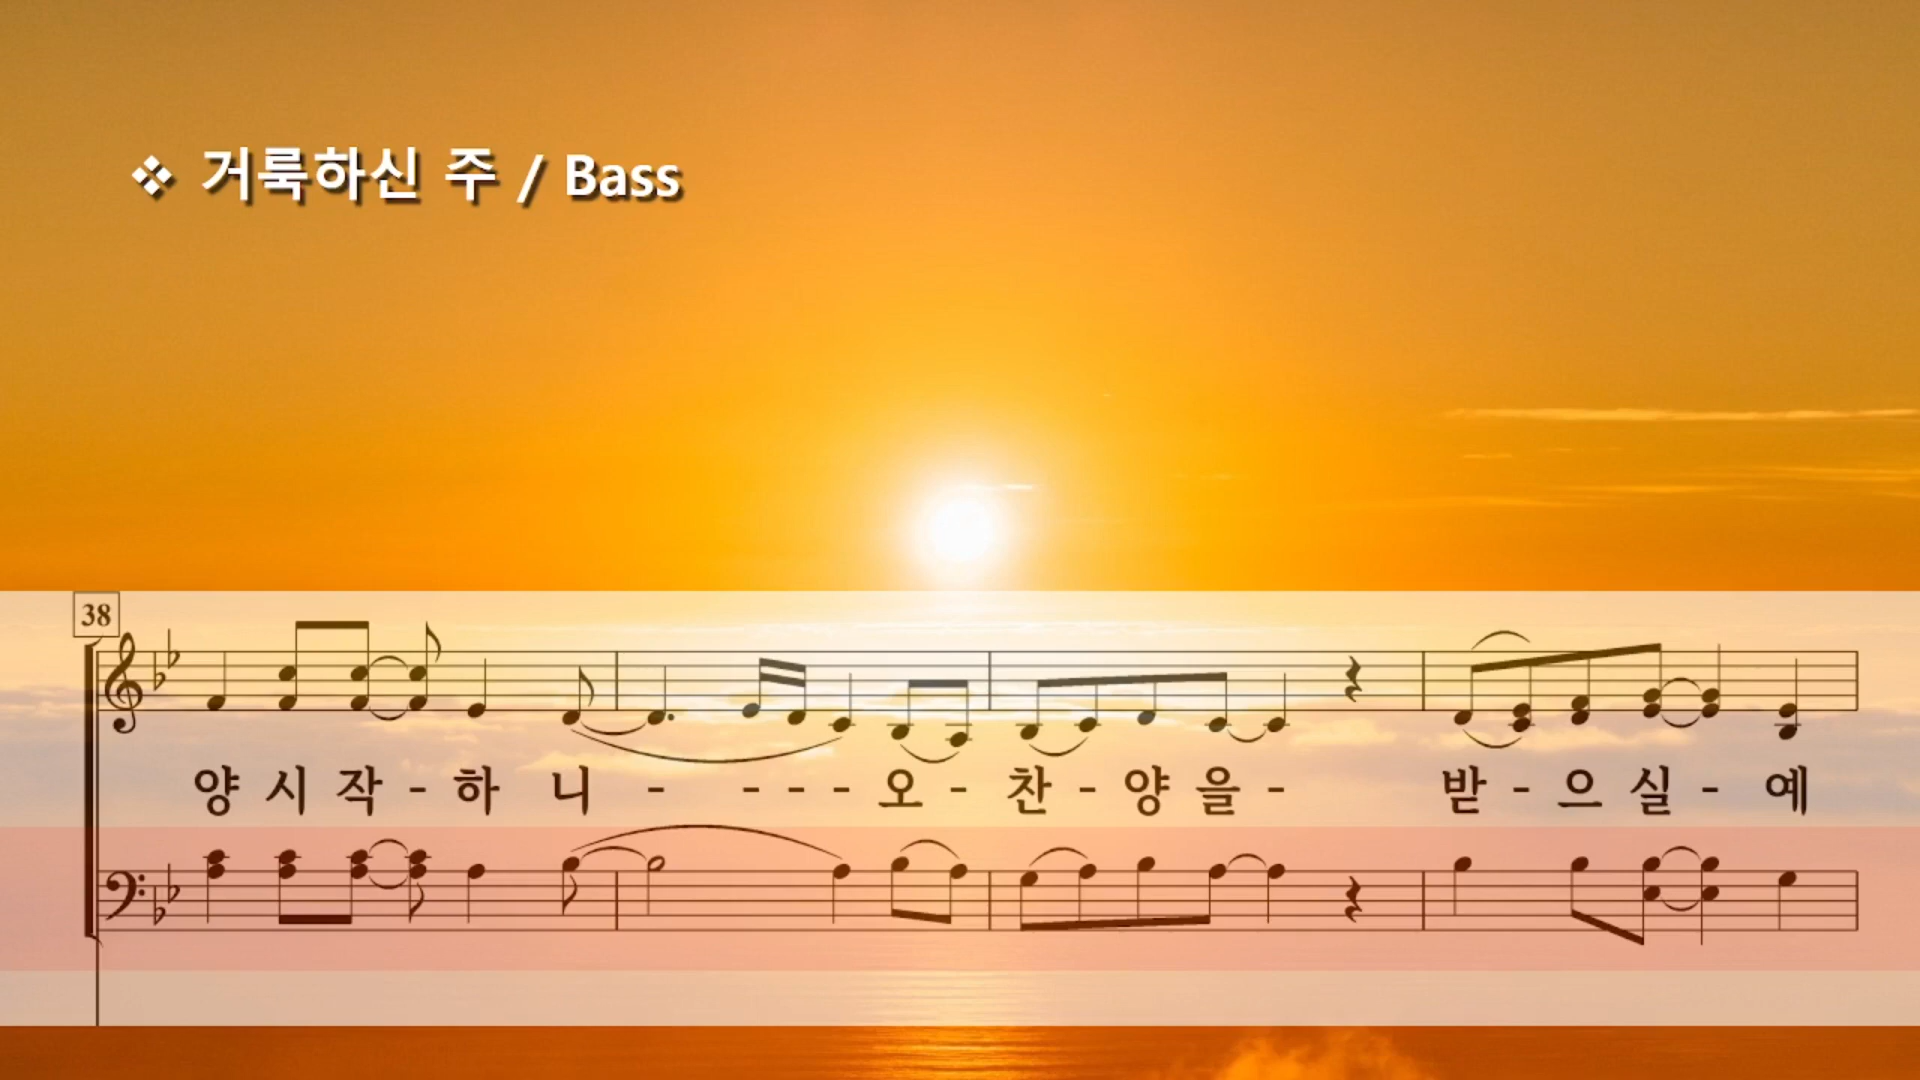 ❖ 거룩하신 주 / Bass
38
양 시 작 - 하 니 - - - - 오 - 찬 - 양 을 - 받 - 으 실 - 예